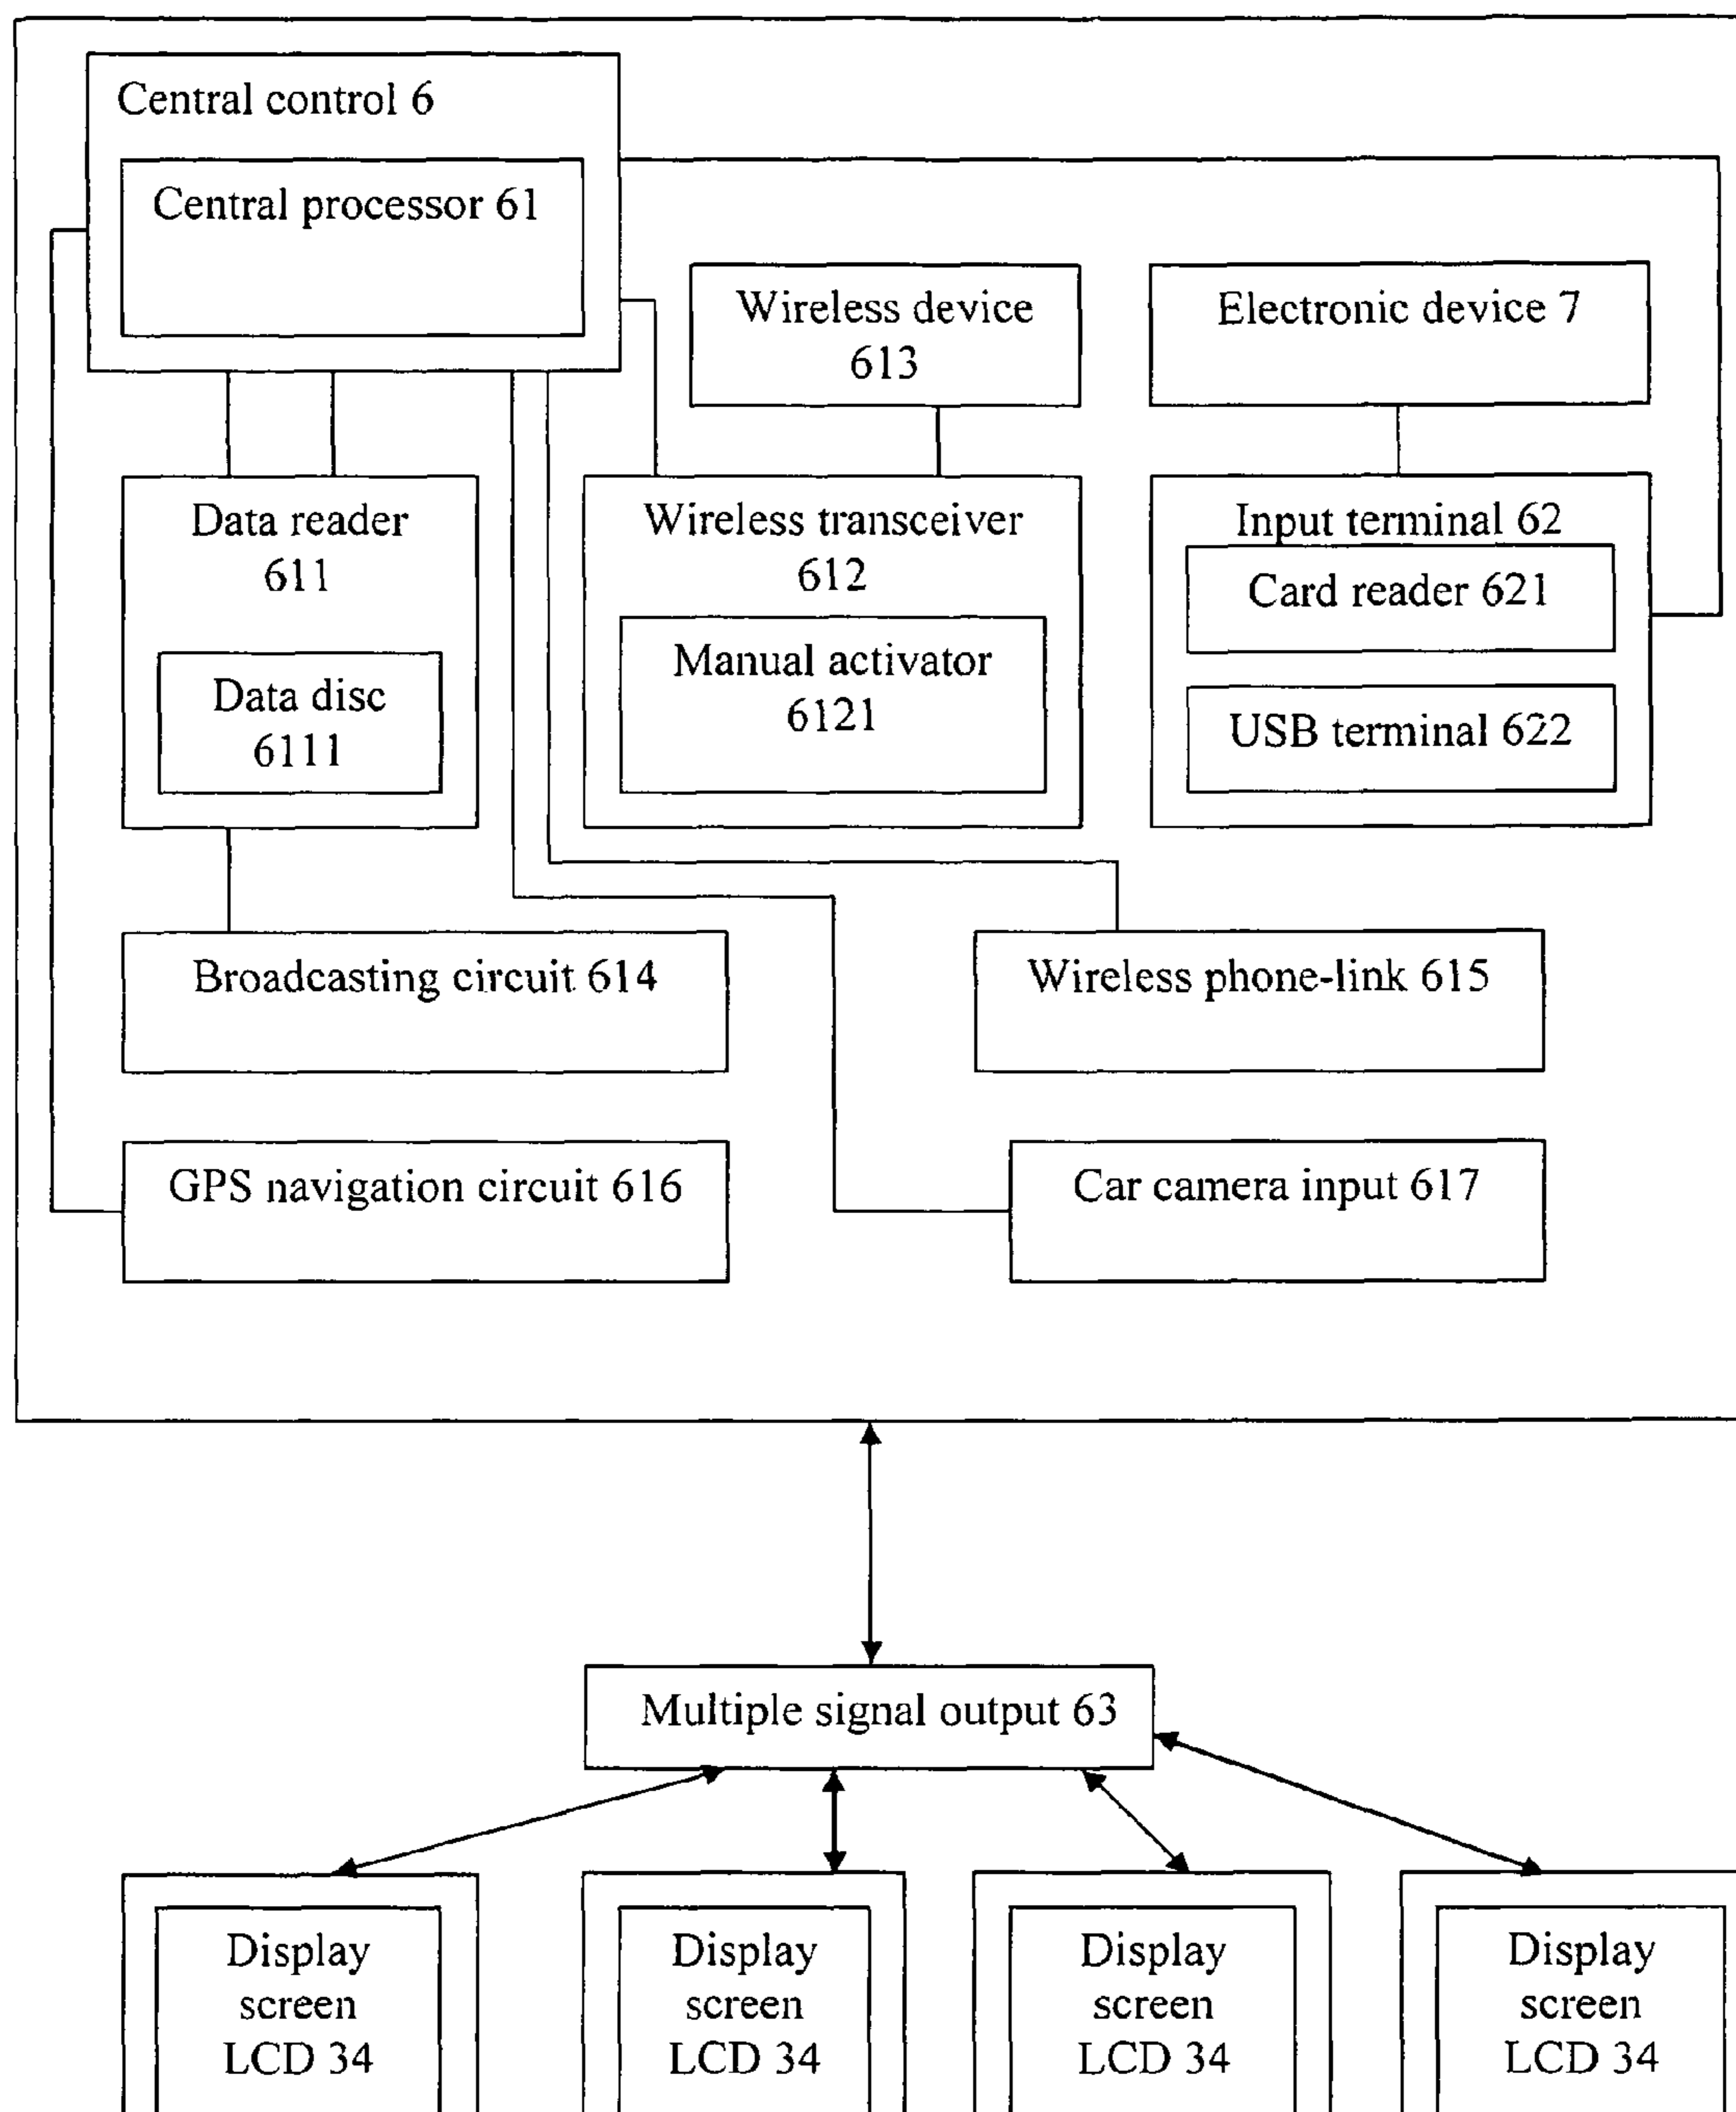 Central control 6
Central processor 61
Wireless device
613
Electronic device 7
Data reader
611
Data disc
6111
Wireless transceiver
612
Manual activator
6121
Input terminal 62
Card reader 621
USB terminal 622
Broadcasting circuit 614
Wireless phone-link 615
GPS navigation circuit 616
Car camera input 617
Multiple signal output 63
Display
screen
LCD 34
Display
screen
LCD 34
Display
screen
LCD 34
Display
screen
LCD 34